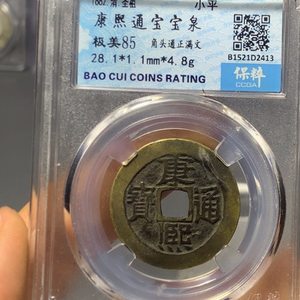 小平
康熙通宝宝泉
极美85 角头通正满文
28.1*1.1mm*4.8g
BAO CUI COINS RATING
B1521D2413
保粹
CCGA
康熙通寶